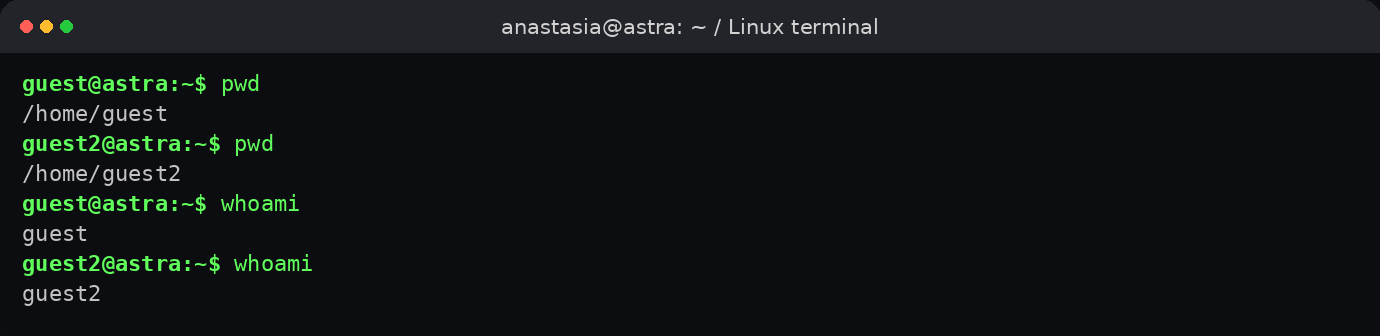 anastasia@astra: ~ / Linux terminal
guest@astra:~$ pwd
/home/guest
guest2@astra:~$ pwd
/home/guest2
guest@astra:~$ whoami
guest
guest2@astra:~$ whoami
guest2